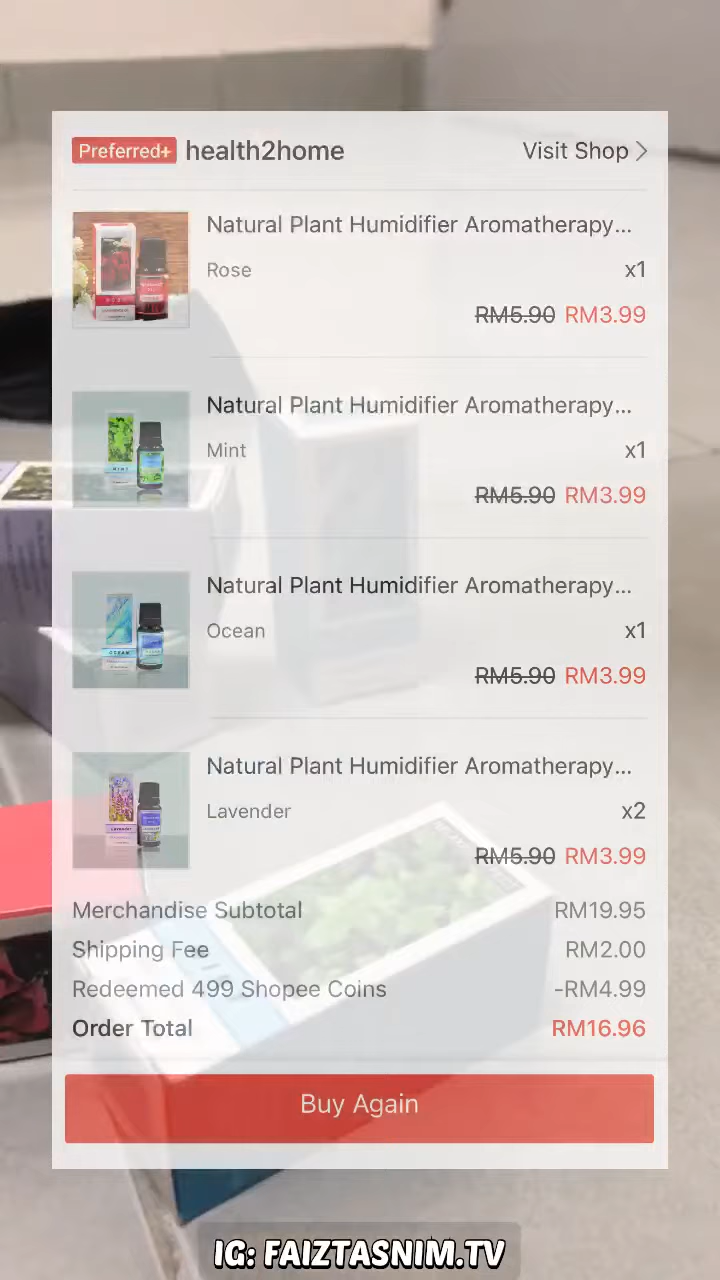 Preferred+ health2home Visit Shop >
Natural Plant Humidifier Aromatherapy...
Rose x1
RM5.90 RM3.99
Natural Plant Humidifier Aromatherapy...
Mint x1
RM5.90 RM3.99
Natural Plant Humidifier Aromatherapy...
Ocean x1
RM5.90 RM3.99
Natural Plant Humidifier Aromatherapy...
Lavender x2
RM5.90 RM3.99
Merchandise Subtotal RM19.95
Shipping Fee RM2.00
Redeemed 499 Shopee Coins -RM4.99
Order Total RM16.96
Buy Again
IG: FAIZTASNIM.TV